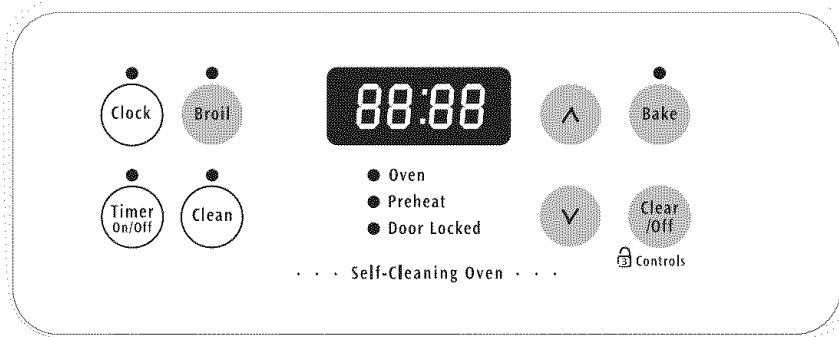 Clock
Broil
88:88
∧
Bake
Timer
On/Off
Clean
Oven
Preheat
Door Locked
∨
Clear
/Off
3 Controls
· · · Self-Cleaning Oven · · ·